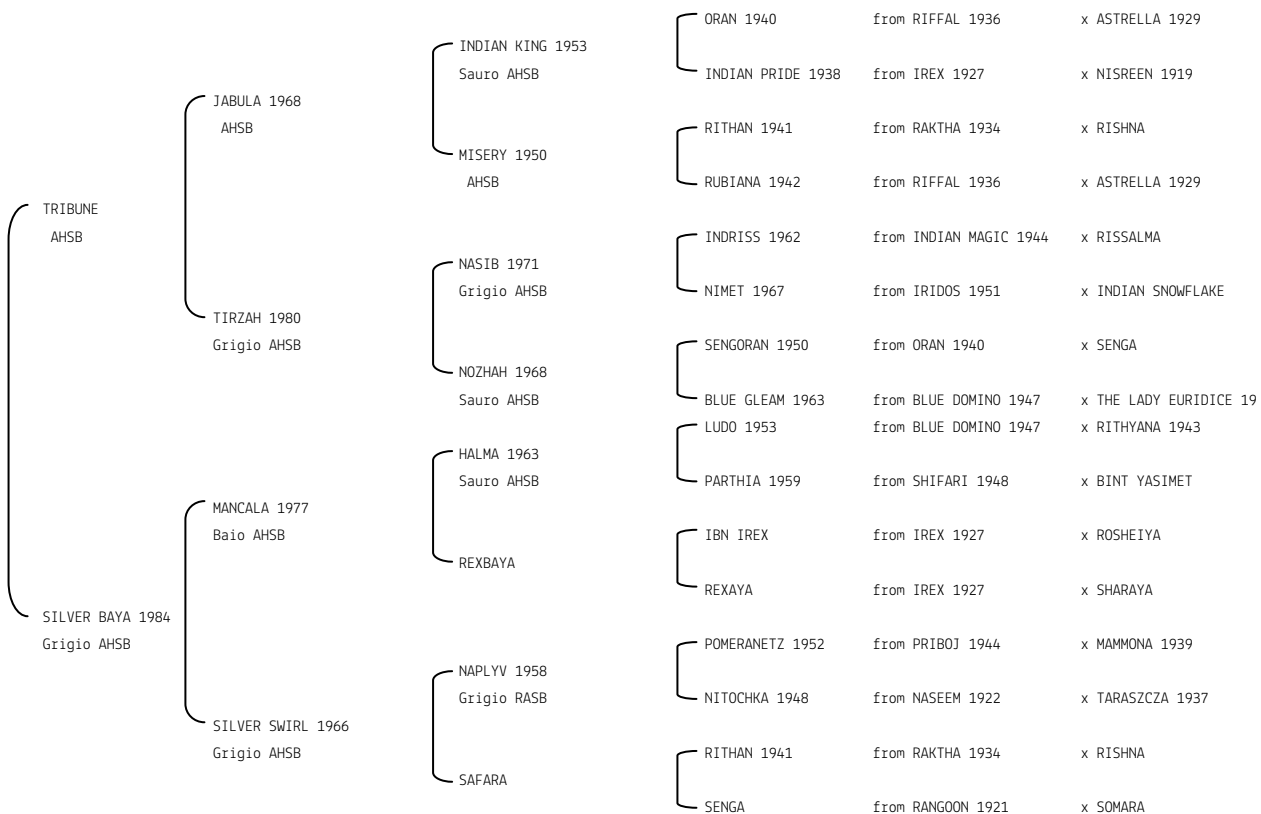 ORAN 1940 from RIFFAL 1936 x ASTRELLA 1929
INDIAN KING 1953
Sauro AHSB INDIAN PRIDE 1938 from IREX 1927 x NISREEN 1919
JABULA 1968
AHSB RITHAN 1941 from RAKTHA 1934 x RISHNA
MISERY 1950
AHSB RUBIANA 1942 from RIFFAL 1936 x ASTRELLA 1929
TRIBUNE
AHSB INDRISS 1962 from INDIAN MAGIC 1944 x RISSALMA
NASIB 1971
Grigio AHSB NIMET 1967 from IRIDOS 1951 x INDIAN SNOWFLAKE
TIRZAH 1980
Grigio AHSB SENGORAN 1950 from ORAN 1940 x SENGA
NOZHAH 1968
Sauro AHSB BLUE GLEAM 1963 from BLUE DOMINO 1947 x THE LADY EURIDICE 19
LUDO 1953 from BLUE DOMINO 1947 x RITHYANA 1943
HALMA 1963
Sauro AHSB PARTHIA 1959 from SHIFARI 1948 x BINT YASIMET
MANCALA 1977
Baio AHSB IBN IREX from IREX 1927 x ROSHEIYA
REXBAYA
REXAYA from IREX 1927 x SHARAYA
SILVER BAYA 1984
Grigio AHSB POMERANETZ 1952 from PRIBOJ 1944 x MAMMONA 1939
NAPLYV 1958
Grigio RASB NITOCHKA 1948 from NASEEM 1922 x TARASZCZA 1937
SILVER SWIRL 1966
Grigio AHSB RITHAN 1941 from RAKTHA 1934 x RISHNA
SAFARA
SENGA from RANGOON 1921 x SOMARA